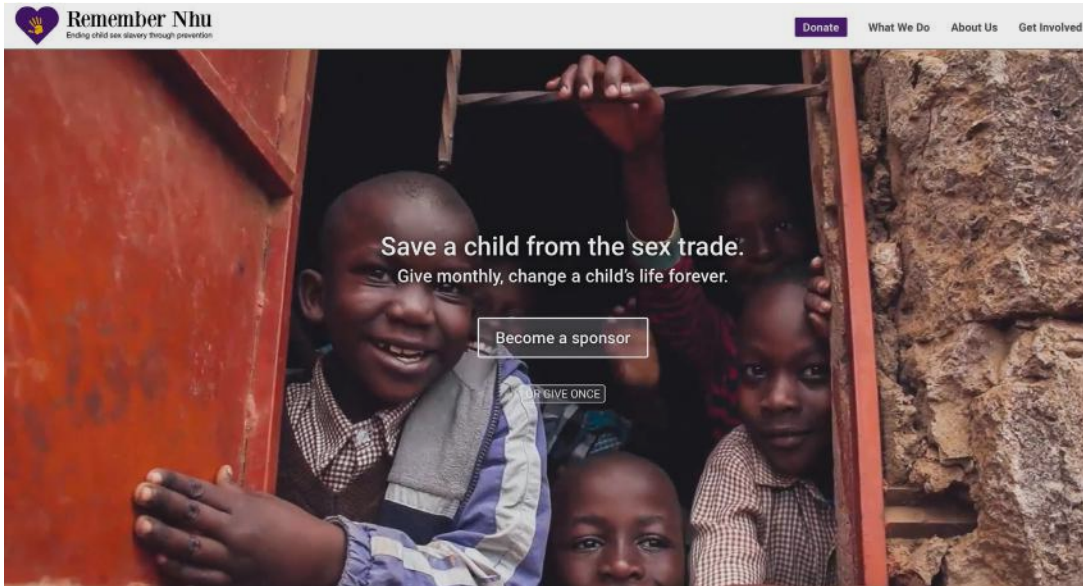 Remember Nhu
Ending child sex slavery through prevention
Donate What We Do About Us Get Involved
Save a child from the sex trade.
Give monthly, change a child's life forever.
Become a sponsor
OR GIVE ONCE